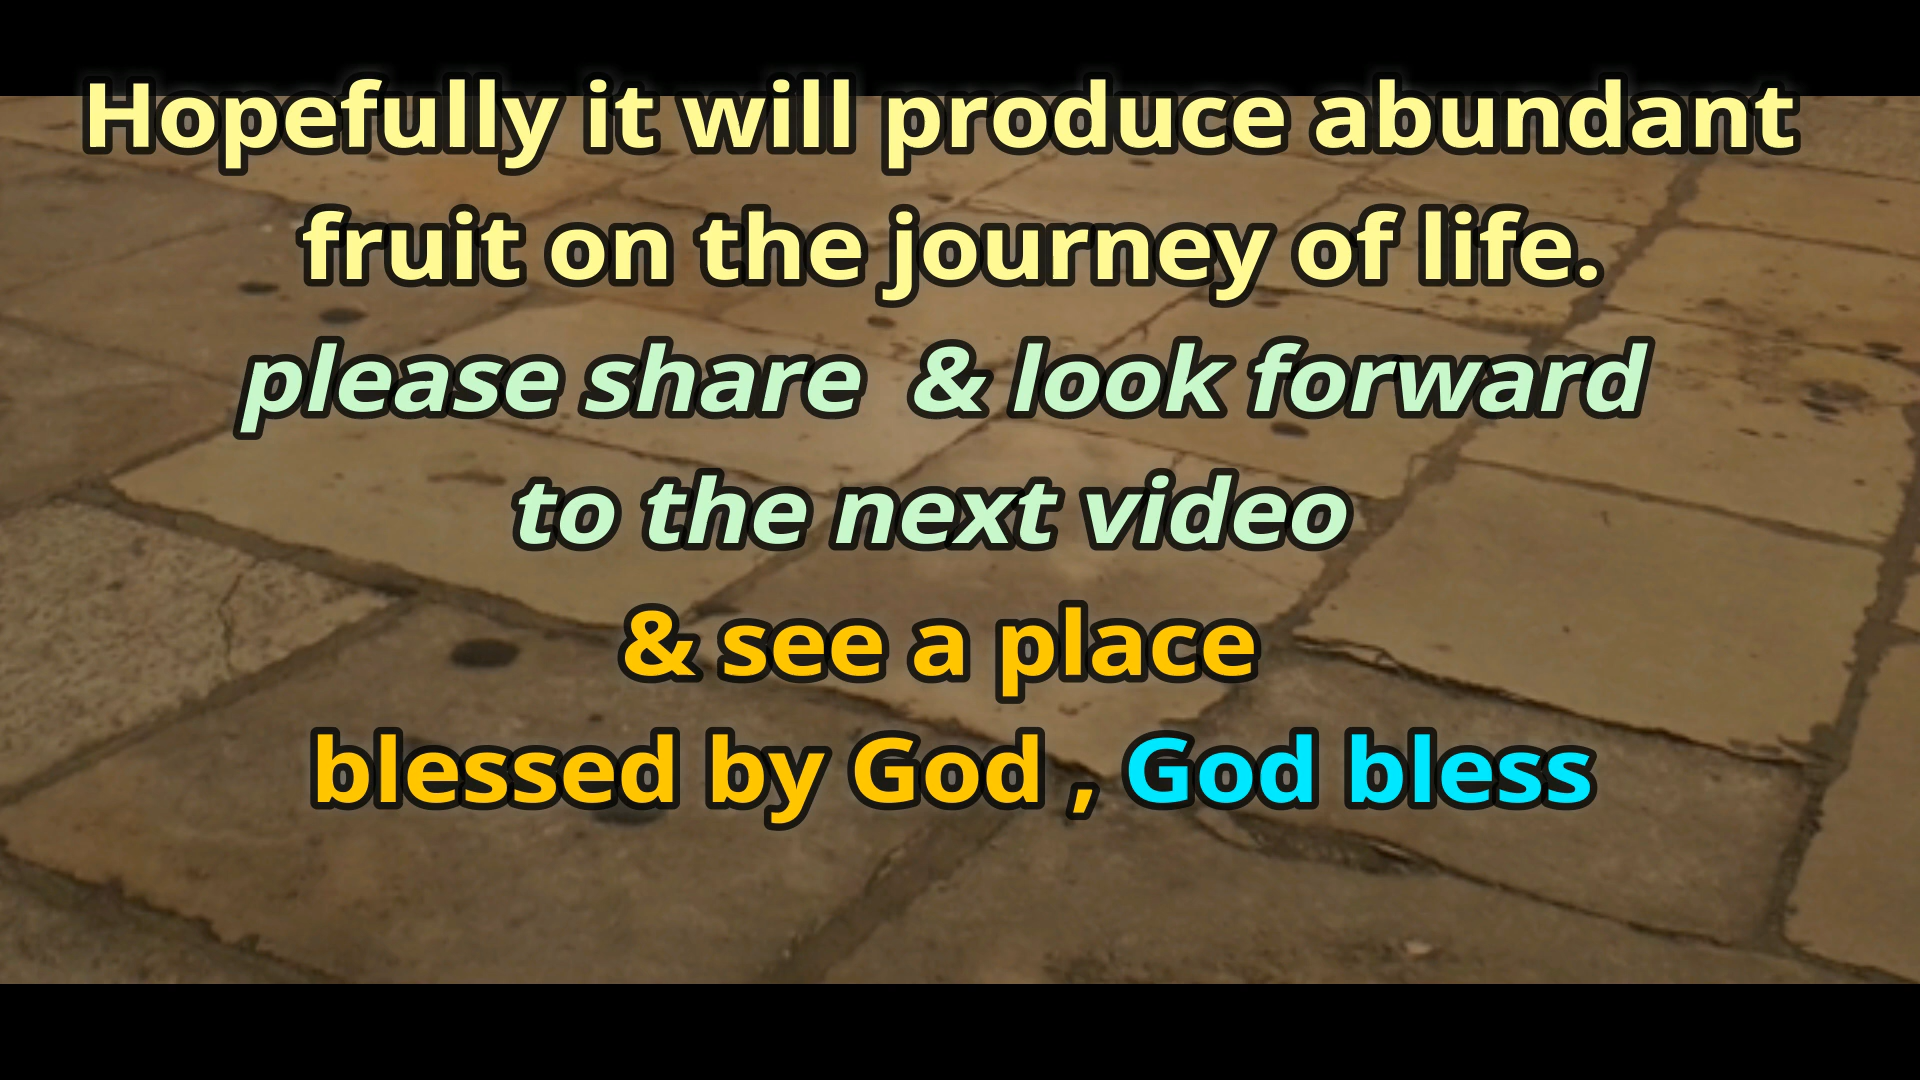 Hopefully it will produce abundant
fruit on the journey of life.
please share & look forward
to the next video
& see a place
blessed by God , God bless